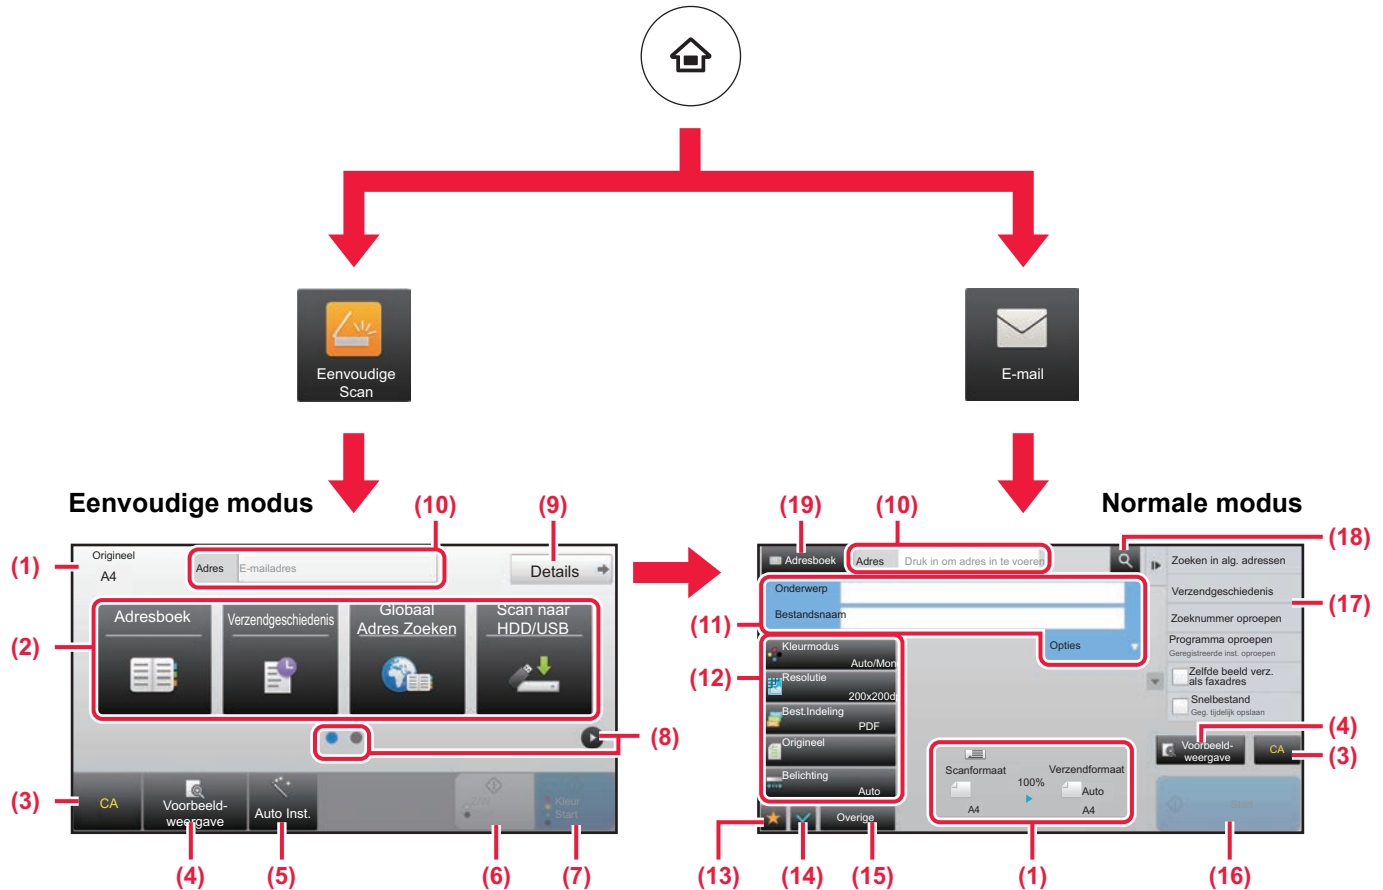 Eenvoudige
Scan
E-mail
Eenvoudige modus
Normale modus
(10)
(9)
(1)
Origineel
A4
Adres
E-mailadres
Details
(2)
Adresboek
Verzendgeschiedenis
Globaal
Adres Zoeken
Scan naar
HDD/USB
(8)
(3)
CA
Voorbeeld-
weergave
Auto Inst.
Kleur
Start
(4)
(5)
(6)
(7)
(19)
(10)
(18)
Adresboek
Adres
Druk in om adres in te voeren
Zoeken in alg. adressen
Onderwerp
Verzendgeschiedenis
(17)
Bestandsnaam
(11)
Zoeknummer oproepen
Opties
Programma oproepen
Geregistreerde inst. oproepen
(12)
Kleurmodus
Auto/Mon
Zelfde beeld verz.
als faxadres
Resolutie
200x200d
Snelbestand
Geg. tijdelijk opslaan
Best.Indeling
PDF
(4)
Origineel
Voorbeeld-
weergave
CA
(3)
Belichting
Auto
Scanformaat
100%
Verzendformaat
Auto
A4
A4
Start
Overige
(13)
(14)
(15)
(1)
(16)